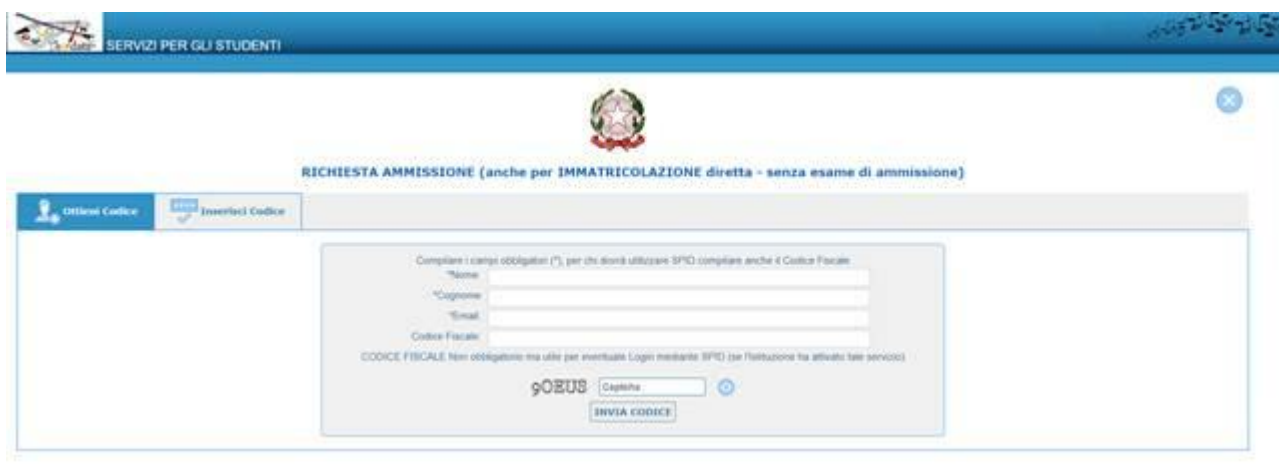 SERVIZI PER GLI STUDENTI
RICHIESTA AMMISSIONE (anche per IMMATRICOLAZIONE diretta - senza esame di ammissione)
Ottieni Codice
Inserisci Codice
Compilare i campi obbligatori (*), per chi dovrà utilizzare SPID compilare anche il Codice Fiscale
*Nome
*Cognome
*Email
Codice Fiscale
CODICE FISCALE Non obbligatorio ma utile per eventuale Login mediante SPID (se l'Istituzione ha attivato tale servizio)
9OEUS Captcha
INVIA CODICE